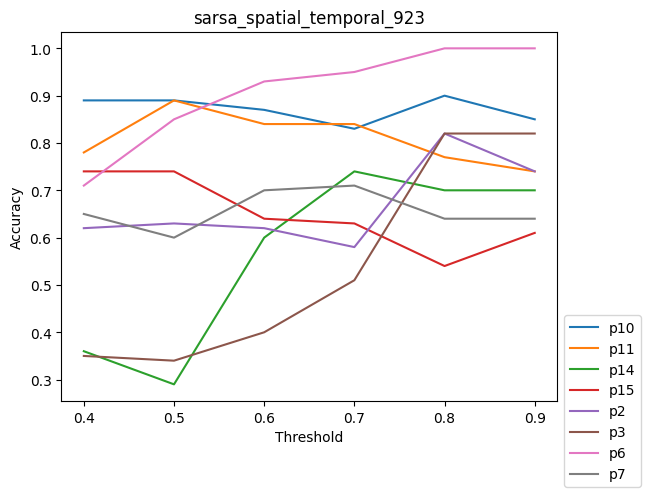 sarsa_spatial_temporal_923
1.0
0.9
0.8
0.7
0.6
0.5
0.4
0.3
Accuracy
0.4 0.5 0.6 0.7 0.8 0.9
Threshold
p10
p11
p14
p15
p2
p3
p6
p7